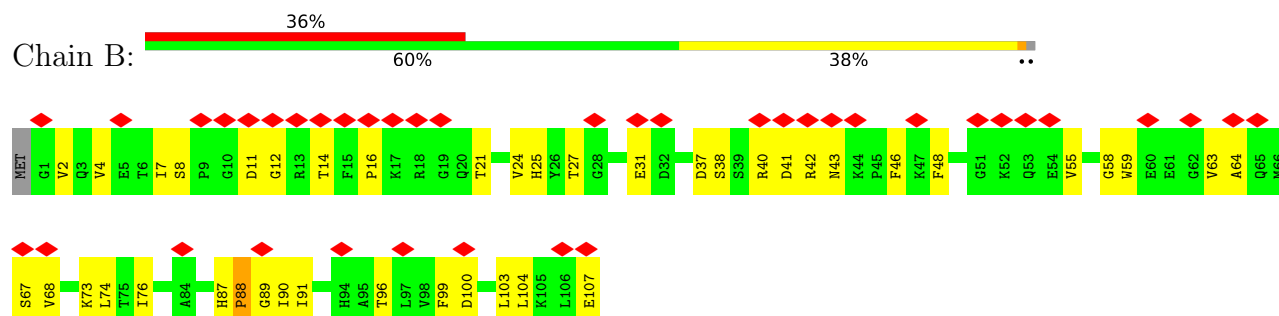 36%
Chain B:
60% 38% ••
MET G1 V2 Q3 V4 E5 T6 I7 S8 P9 G10 D11 G12 R13 T14 F15 P16 K17 R18 G19 Q20 T21 V24 H25 Y26 T27 G28 E31 D32 D37 S38 S39 R40 D41 R42 N43 K44 P45 F46 K47 F48 G51 K52 Q53 E54 V55 G58 W59 E60 E61 G62 V63 A64 Q65 M66
S67 V68 K73 L74 T75 I76 A84 H87 P88 G89 I90 I91 H94 A95 T96 L97 V98 F99 D100 L103 L104 K105 L106 E107